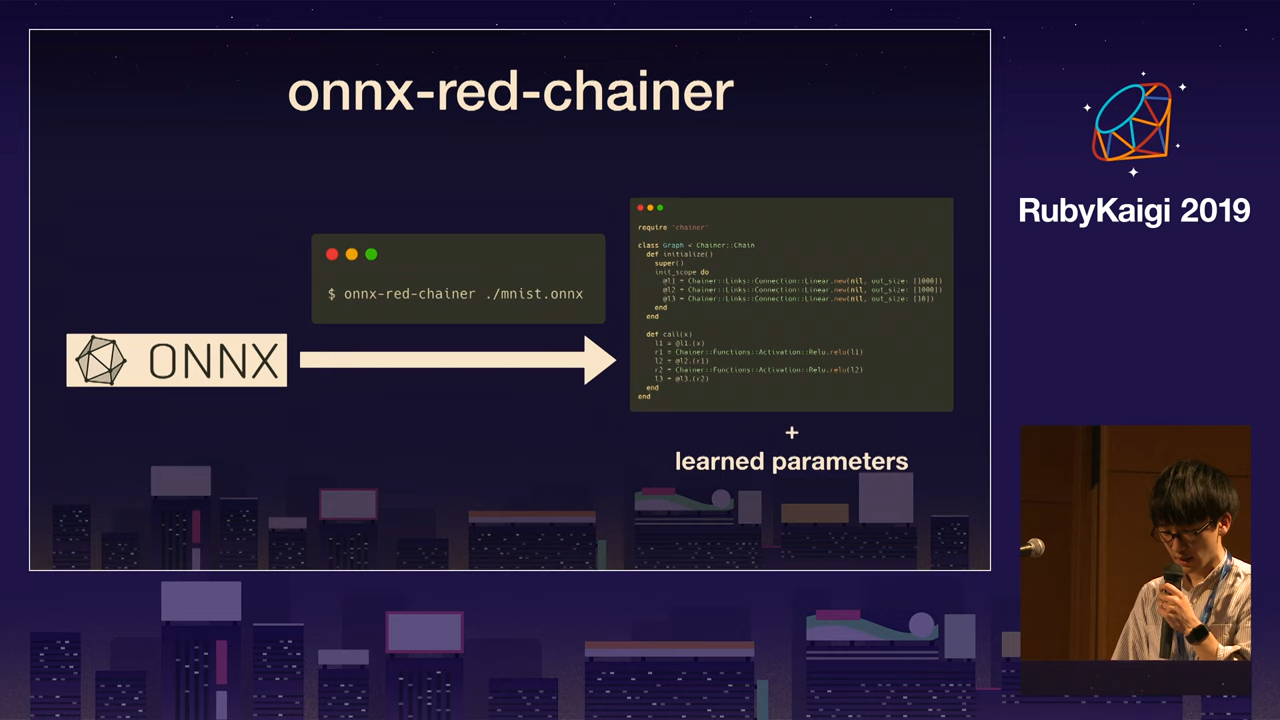 onnx-red-chainer
RubyKaigi 2019
$ onnx-red-chainer ./mnist.onnx
ONNX
require 'chainer'
class Graph < Chainer::Chain
def initialize()
super()
init_scope do
@l1 = Chainer::Links::Connection::Linear.new(nil, out_size: [1000])
@l2 = Chainer::Links::Connection::Linear.new(nil, out_size: [1000])
@l3 = Chainer::Links::Connection::Linear.new(nil, out_size: [10])
end
end
def call(x)
l1 = @l1.(x)
r1 = Chainer::Functions::Activation::Relu.relu(l1)
l2 = @l2.(r1)
r2 = Chainer::Functions::Activation::Relu.relu(l2)
l3 = @l3.(r2)
end
end
+
learned parameters